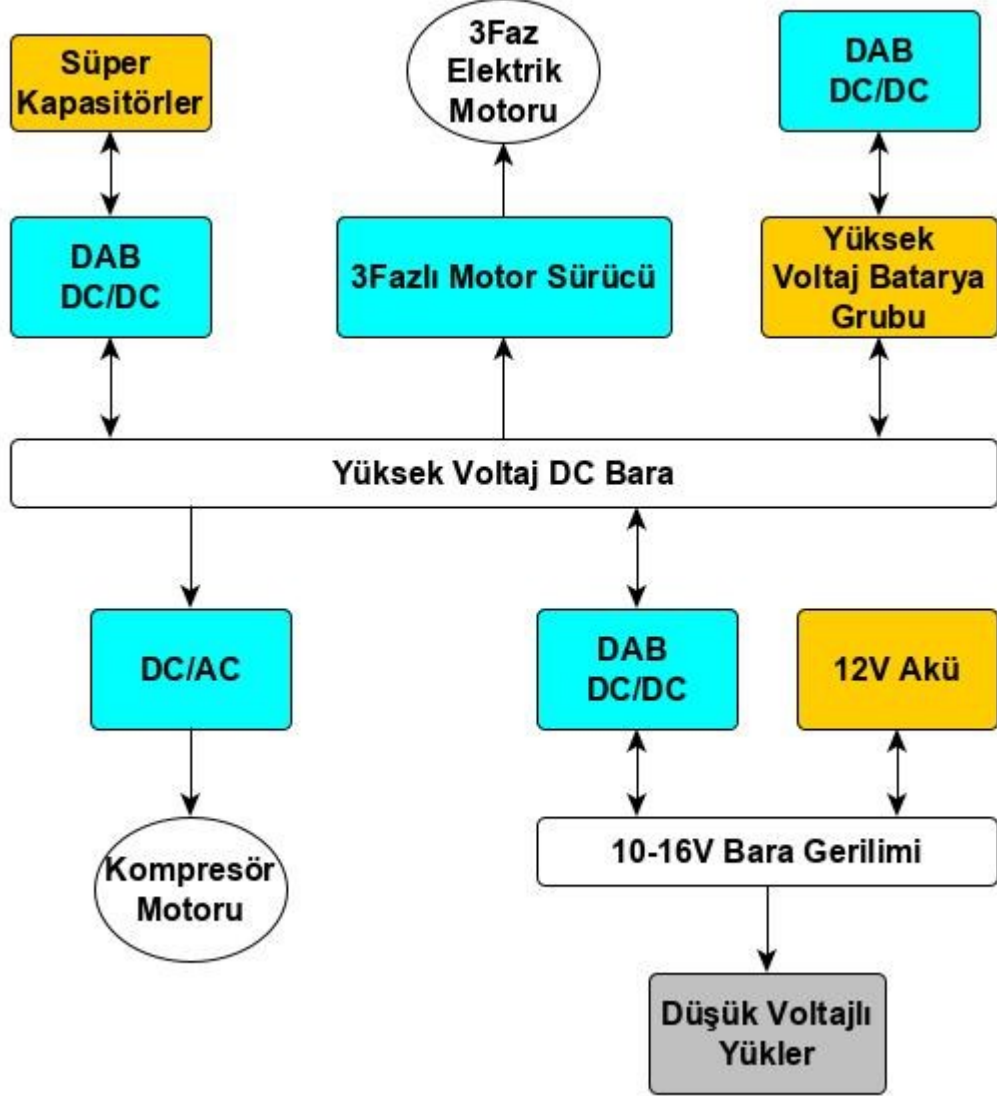 Süper
Kapasitörler
3Faz
Elektrik
Motoru
DAB
DC/DC
DAB
DC/DC
3Fazlı Motor Sürücü
Yüksek
Voltaj Batarya
Grubu
Yüksek Voltaj DC Bara
DC/AC
DAB
DC/DC
12V Akü
Kompresör
Motoru
10-16V Bara Gerilimi
Düşük Voltajlı
Yükler